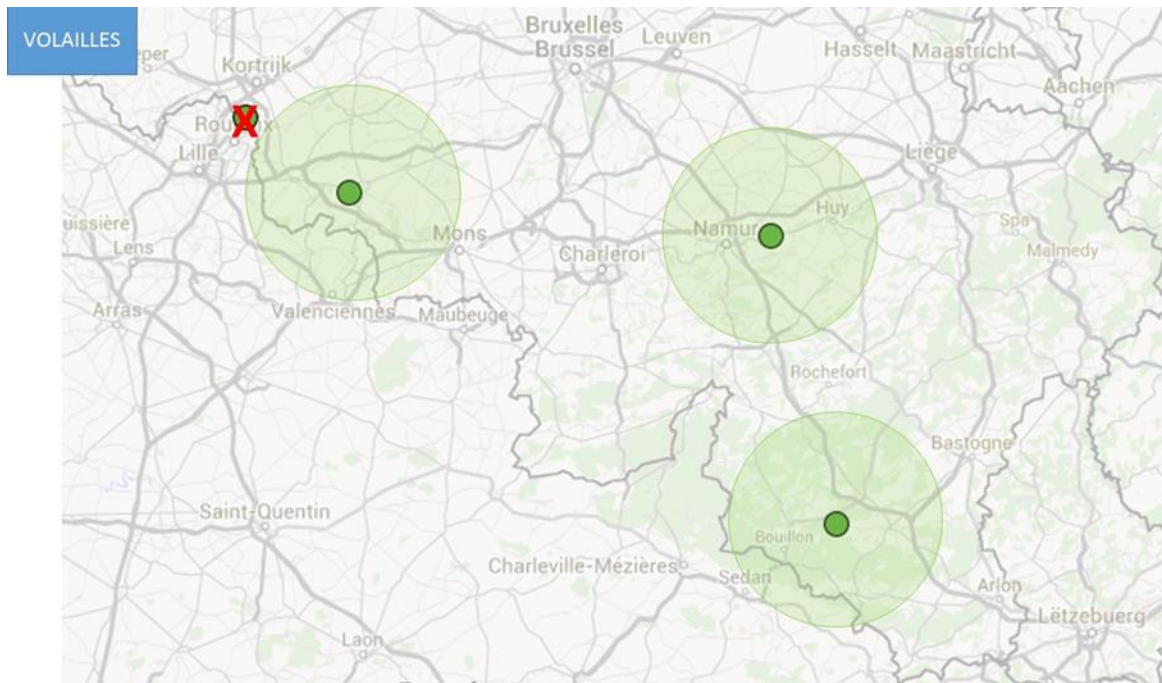 VOLAILLES
Bruxelles
Brussel
Leuven
Hasselt
Maastricht
Kortrijk
Aachen
X
Lille
Liège
Huy
Namur
Spa
Mons
Charleroi
Malmedy
Lens
Arras
Valenciennes
Maubeuge
Rochefort
Bastogne
Saint-Quentin
Bouillon
Charleville-Mézières
Sedan
Arlon
Lëtzebuerg
Laon